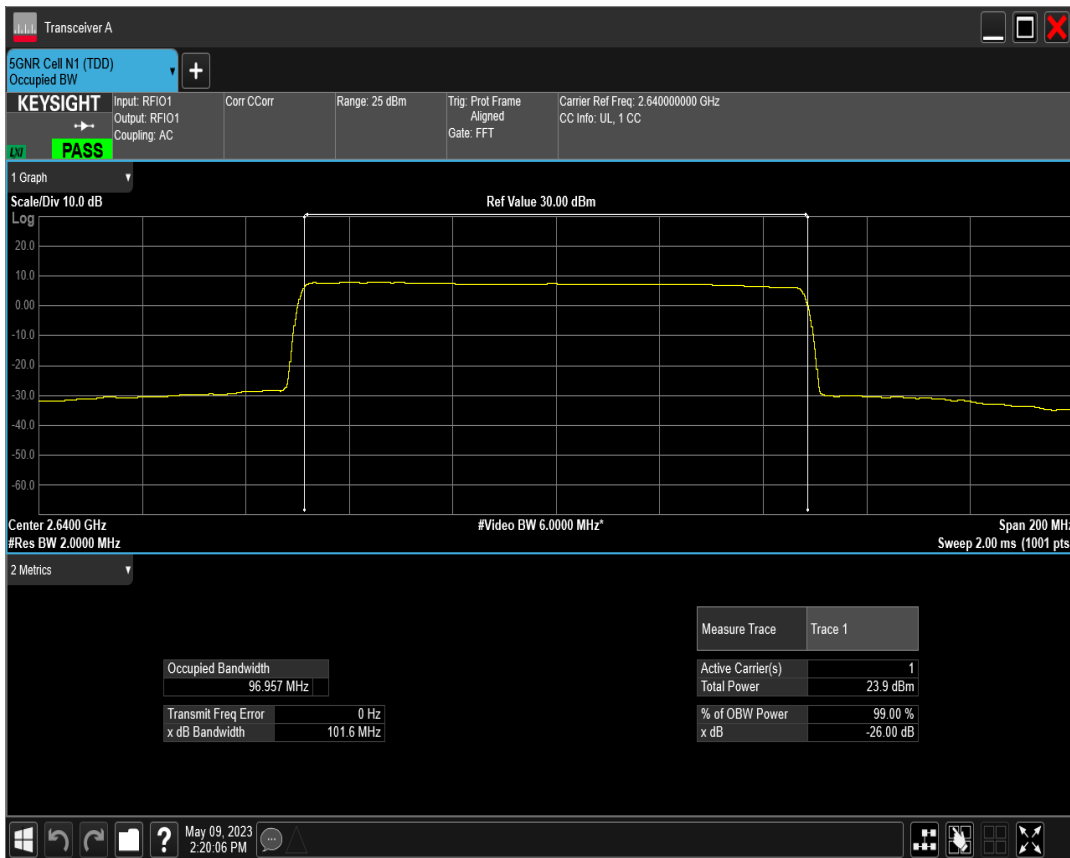 Transceiver A
5GNR Cell N1 (TDD)
Occupied BW
KEYSIGHT
LXI
PASS
Input: RFIO1
Output: RFIO1
Coupling: AC
Corr CCorr
Range: 25 dBm
Trig: Prot Frame
Aligned
Gate: FFT
Carrier Ref Freq: 2.640000000 GHz
CC Info: UL, 1 CC
1 Graph
Scale/Div 10.0 dB
Ref Value 30.00 dBm
Log
20.0
10.0
0.00
-10.0
-20.0
-30.0
-40.0
-50.0
-60.0
Center 2.6400 GHz
#Video BW 6.0000 MHz*
Span 200 MHz
#Res BW 2.0000 MHz
Sweep 2.00 ms (1001 pts
2 Metrics
Measure Trace Trace 1
Occupied Bandwidth
96.957 MHz
Active Carrier(s) 1
Total Power 23.9 dBm
Transmit Freq Error 0 Hz
x dB Bandwidth 101.6 MHz
% of OBW Power 99.00 %
x dB -26.00 dB
May 09, 2023
2:20:06 PM